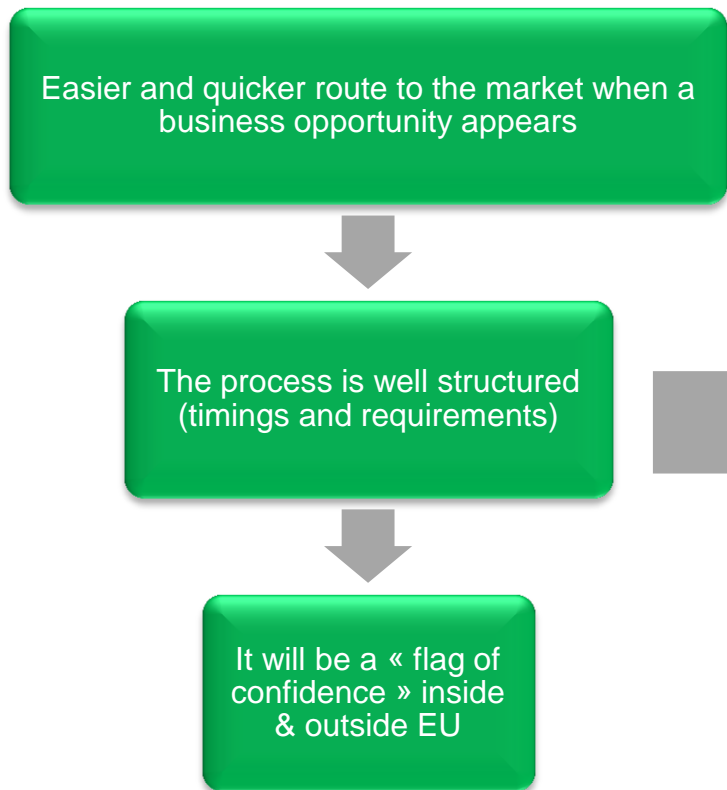 Easier and quicker route to the market when a
business opportunity appears
The process is well structured
(timings and requirements)
It will be a « flag of
confidence » inside
& outside EU